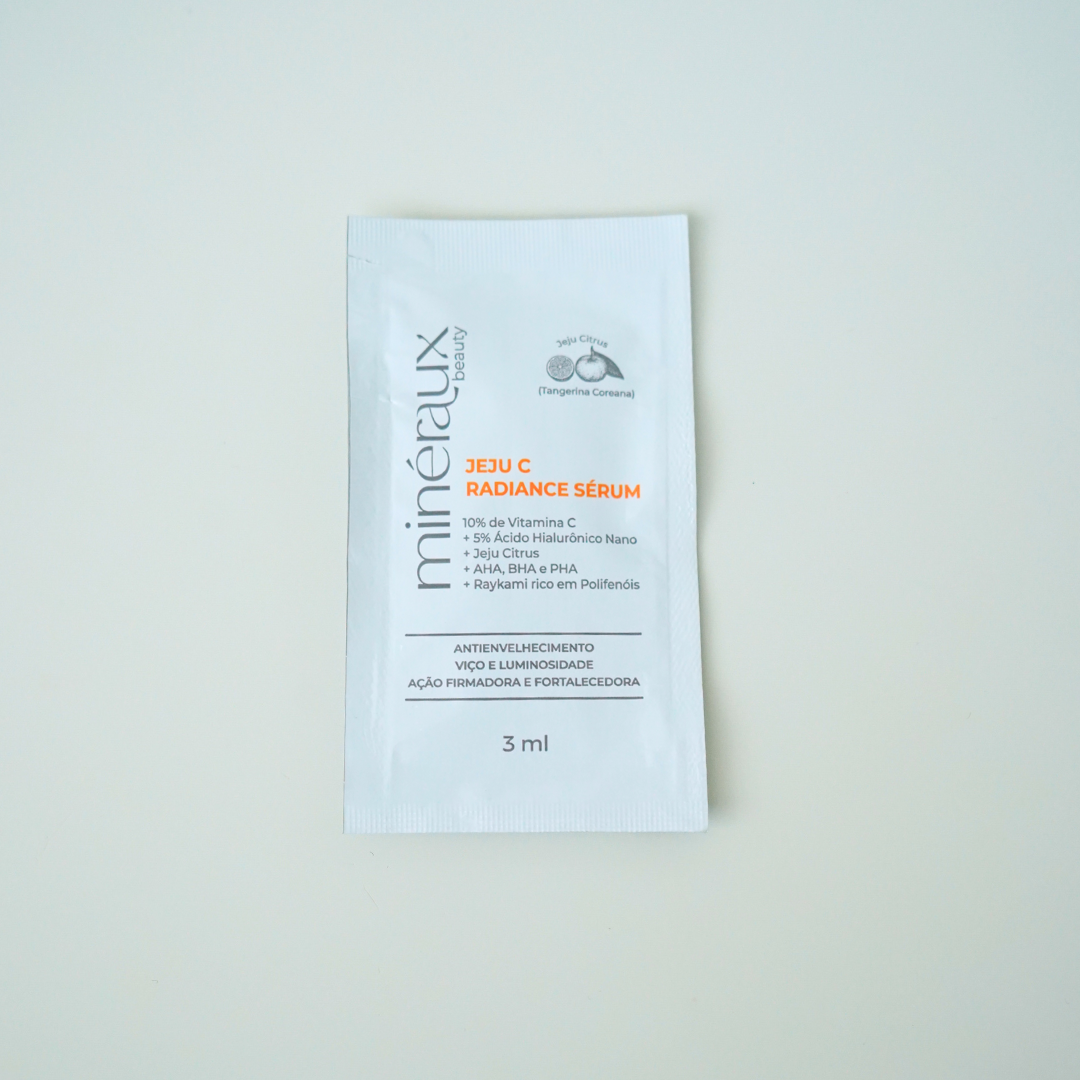 minéraux
beauty
Jeju Citrus
(Tangerina Coreana)
JEJU C
RADIANCE SÉRUM
10% de Vitamina C
+ 5% Ácido Hialurônico Nano
+ Jeju Citrus
+ AHA, BHA e PHA
+ Raykami rico em Polifenóis
ANTIENVELHECIMENTO
VIÇO E LUMINOSIDADE
AÇÃO FIRMADORA E FORTALECEDORA
3 ml